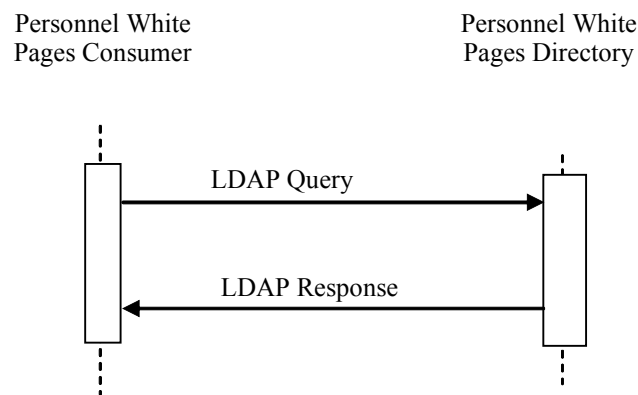 Personnel White
Pages Consumer
Personnel White
Pages Directory
LDAP Query
LDAP Response